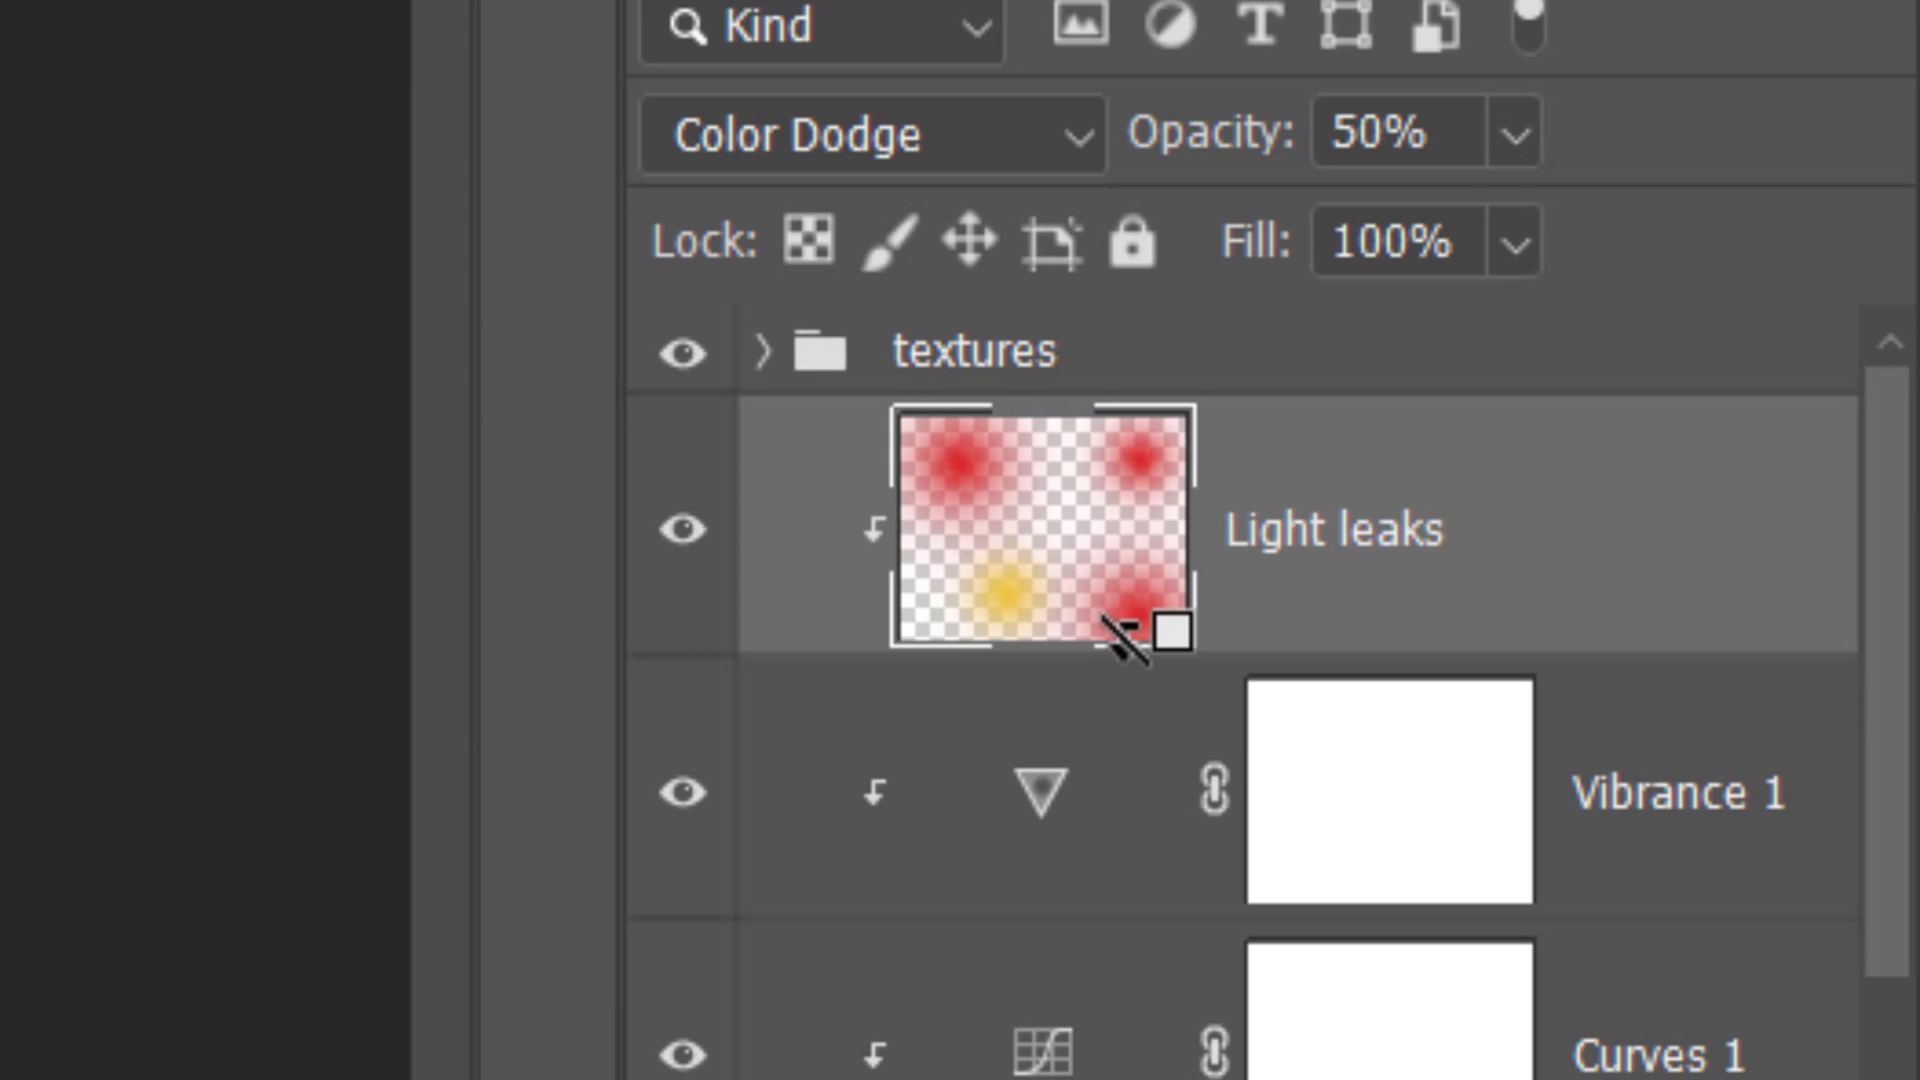 Kind
Color Dodge Opacity: 50%
Lock: Fill: 100%
textures
Light leaks
Vibrance 1
Curves 1